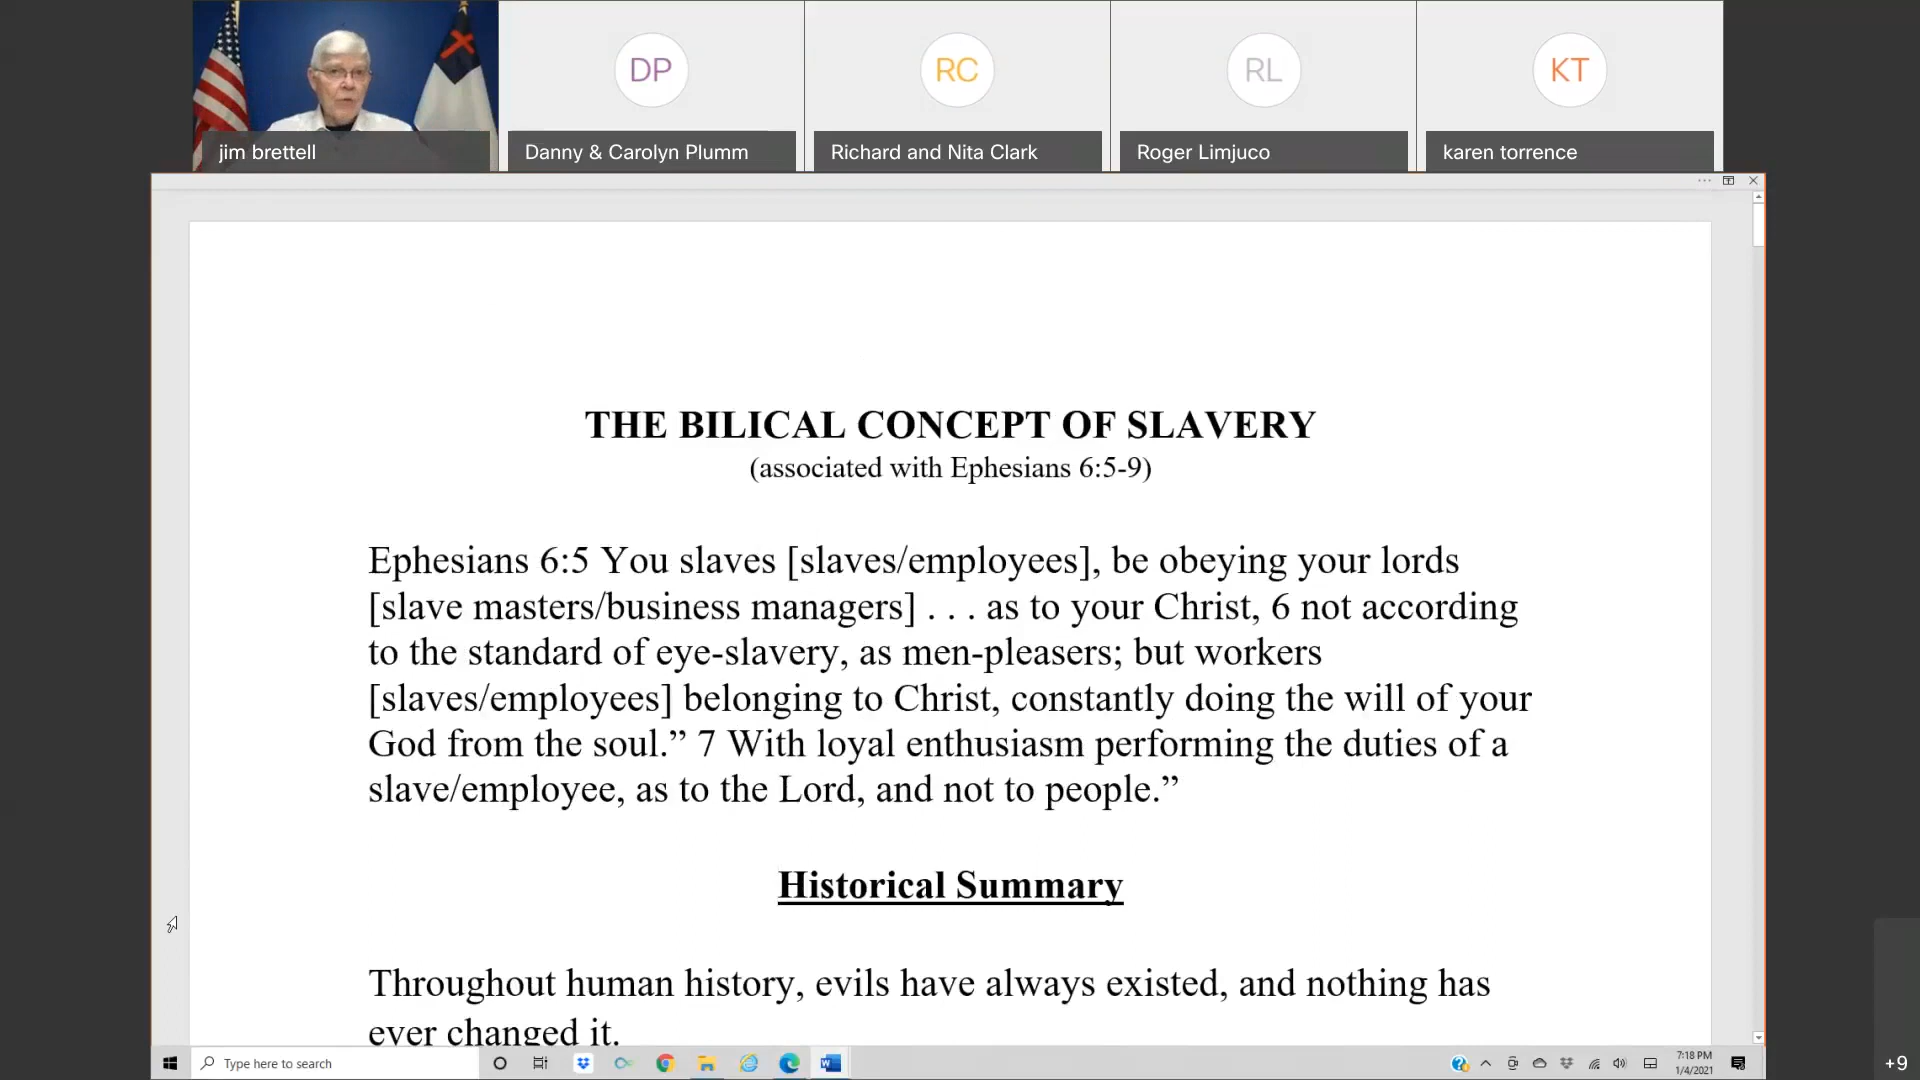 DP
RC
RL
KT
jim brettell
Danny & Carolyn Plumm
Richard and Nita Clark
Roger Limjuco
karen torrence
THE BILICAL CONCEPT OF SLAVERY
(associated with Ephesians 6:5-9)
Ephesians 6:5 You slaves [slaves/employees], be obeying your lords
[slave masters/business managers] . . . as to your Christ, 6 not according
to the standard of eye-slavery, as men-pleasers; but workers
[slaves/employees] belonging to Christ, constantly doing the will of your
God from the soul.” 7 With loyal enthusiasm performing the duties of a
slave/employee, as to the Lord, and not to people.”
Historical Summary
Throughout human history, evils have always existed, and nothing has
ever changed it.
Type here to search
7:18 PM
1/4/2021
+9